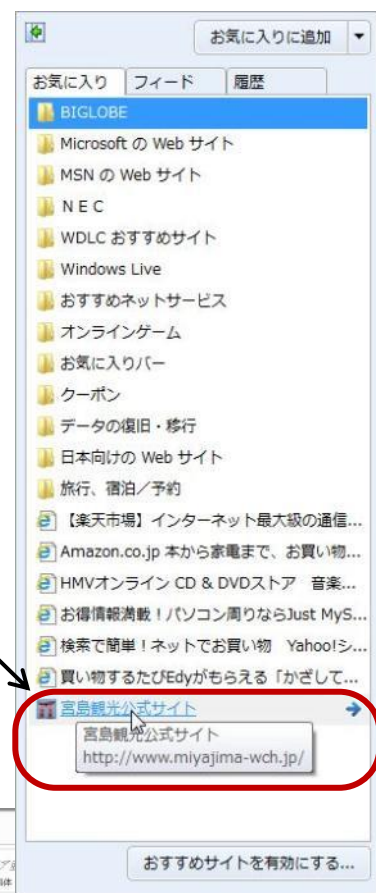 お気に入りに追加
お気に入り フィード 履歴
BIGLOBE
Microsoft の Web サイト
MSN の Web サイト
ＮＥＣ
WDLC おすすめサイト
Windows Live
おすすめネットサービス
オンラインゲーム
お気に入りバー
クーポン
データの復旧・移行
日本向けの Web サイト
旅行、宿泊／予約
【楽天市場】インターネット最大級の通信...
Amazon.co.jp 本から家電まで、お買い物...
HMVオンライン CD & DVDストア 音楽...
お得情報満載！パソコン周りならJust MyS...
検索で簡単！ネットでお買い物 Yahoo!シ...
買い物するたびEdyがもらえる「かざして...
宮島観光公式サイト
宮島観光公式サイト
http://www.miyajima-wch.jp/
おすすめサイトを有効にする...